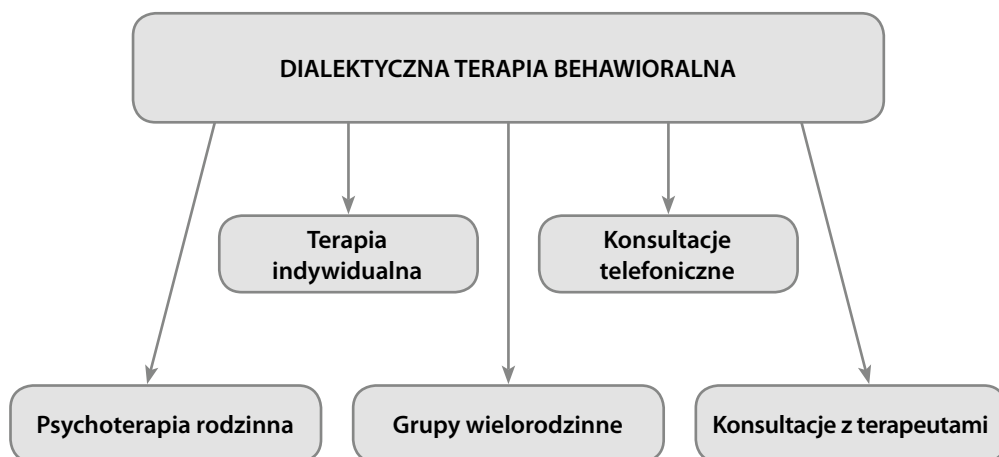 DIALEKTYCZNA TERAPIA BEHAWIORALNA
Terapia
indywidualna
Konsultacje
telefoniczne
Psychoterapia rodzinna
Grupy wielorodzinne
Konsultacje z terapeutami